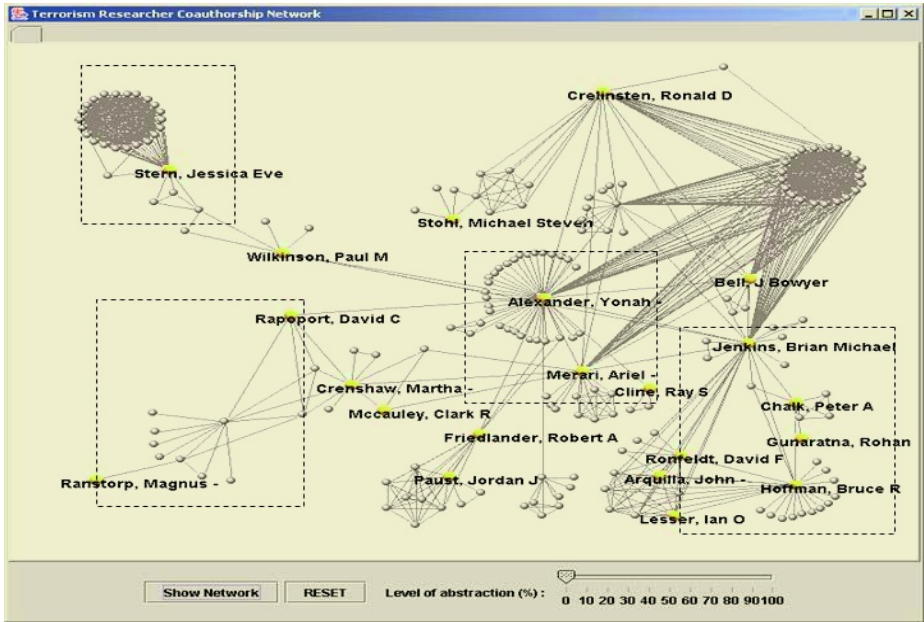 Terrorism Researcher Coauthorship Network
Crelinsten, Ronald D
Stern, Jessica Eve
Stohl, Michael Steven
Wilkinson, Paul M
Bell, J Bowyer
Alexander, Yonah -
Rapoport, David C
Jenkins, Brian Michael
Merari, Ariel -
Crenshaw, Martha -
Cline, Ray S
Mccauley, Clark R
Chalk, Peter A
Friedlander, Robert A
Gunaratna, Rohan
Ronfeldt, David F
Ranstorp, Magnus -
Paust, Jordan J
Arquilla, John -
Hoffman, Bruce R
Lesser, Ian O
Show Network
RESET
Level of abstraction (%) :
0 10 20 30 40 50 60 70 80 90100